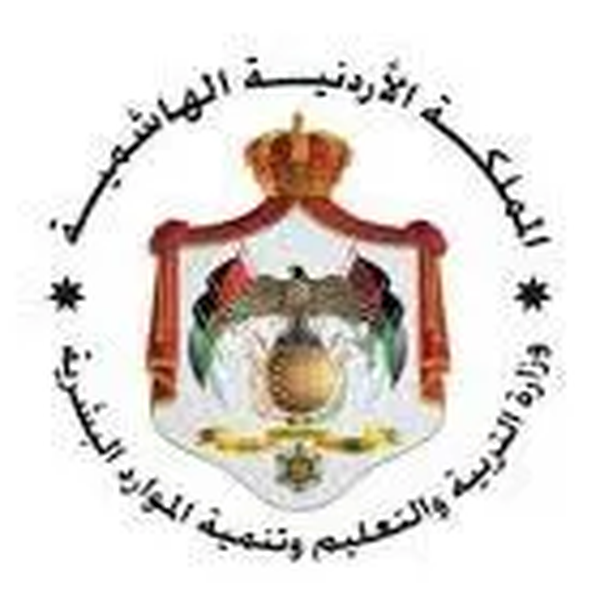 المملكة الأردنية الهاشمية
وزارة التربية والتعليم وتنمية الموارد البشرية